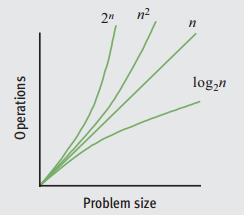 2ⁿ n² n
log₂n
Operations
Problem size